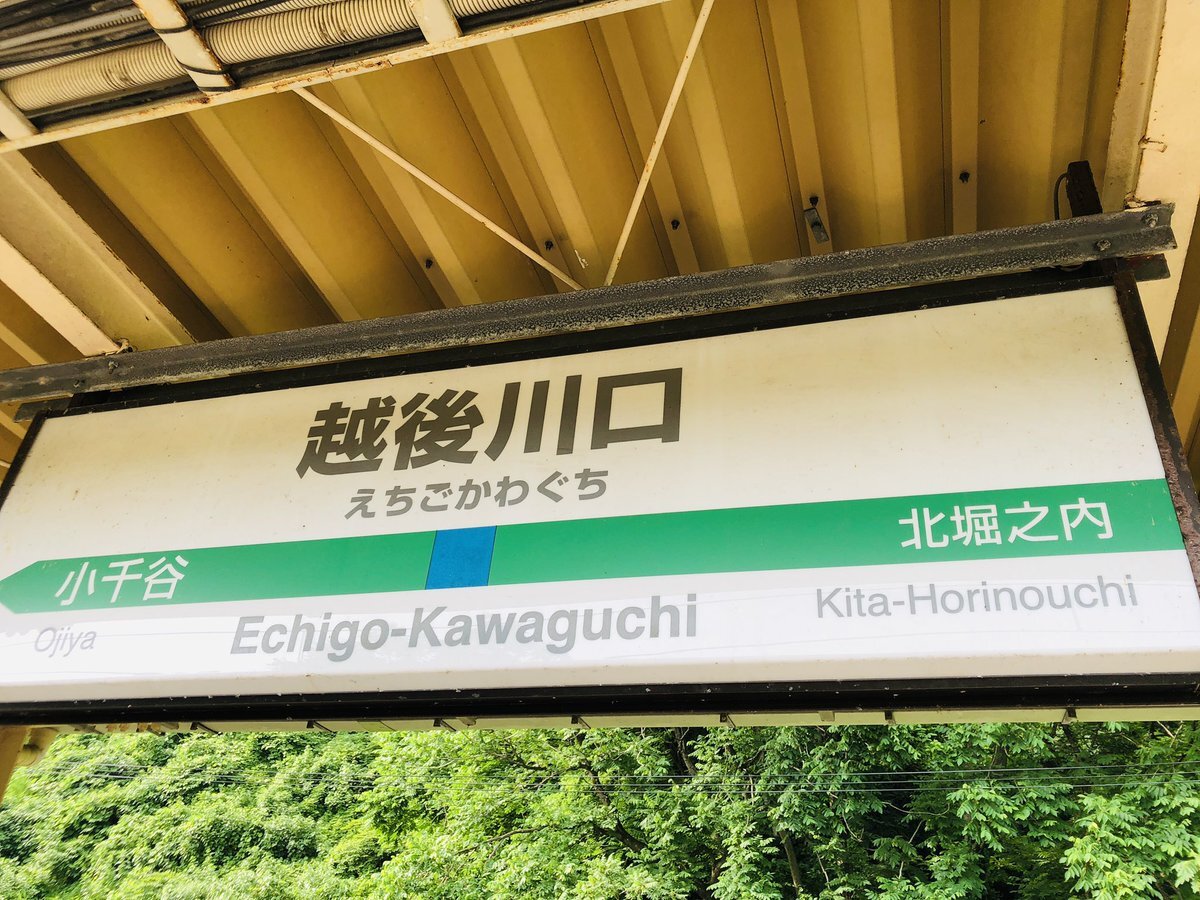 越後川口
えちごかわぐち
小千谷
北堀之内
Ojiya
Echigo-Kawaguchi
Kita-Horinouchi